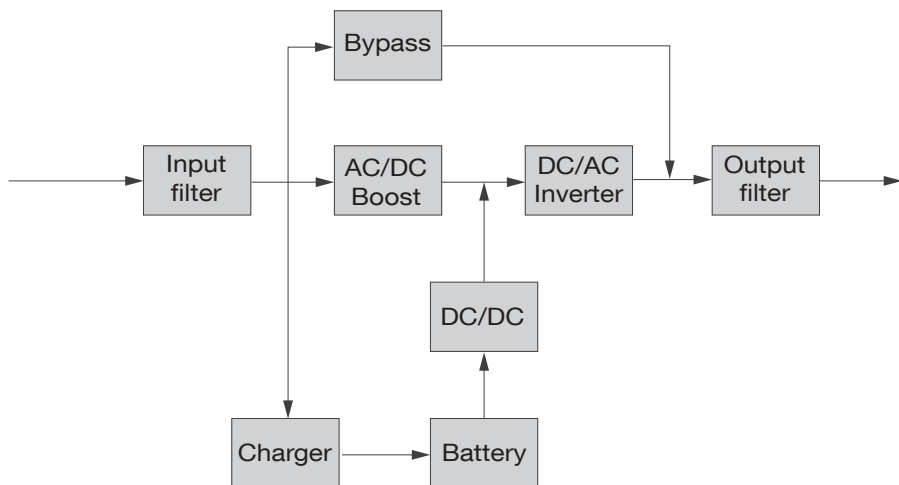 Bypass
Input
filter
AC/DC
Boost
DC/AC
Inverter
Output
filter
DC/DC
Charger
Battery